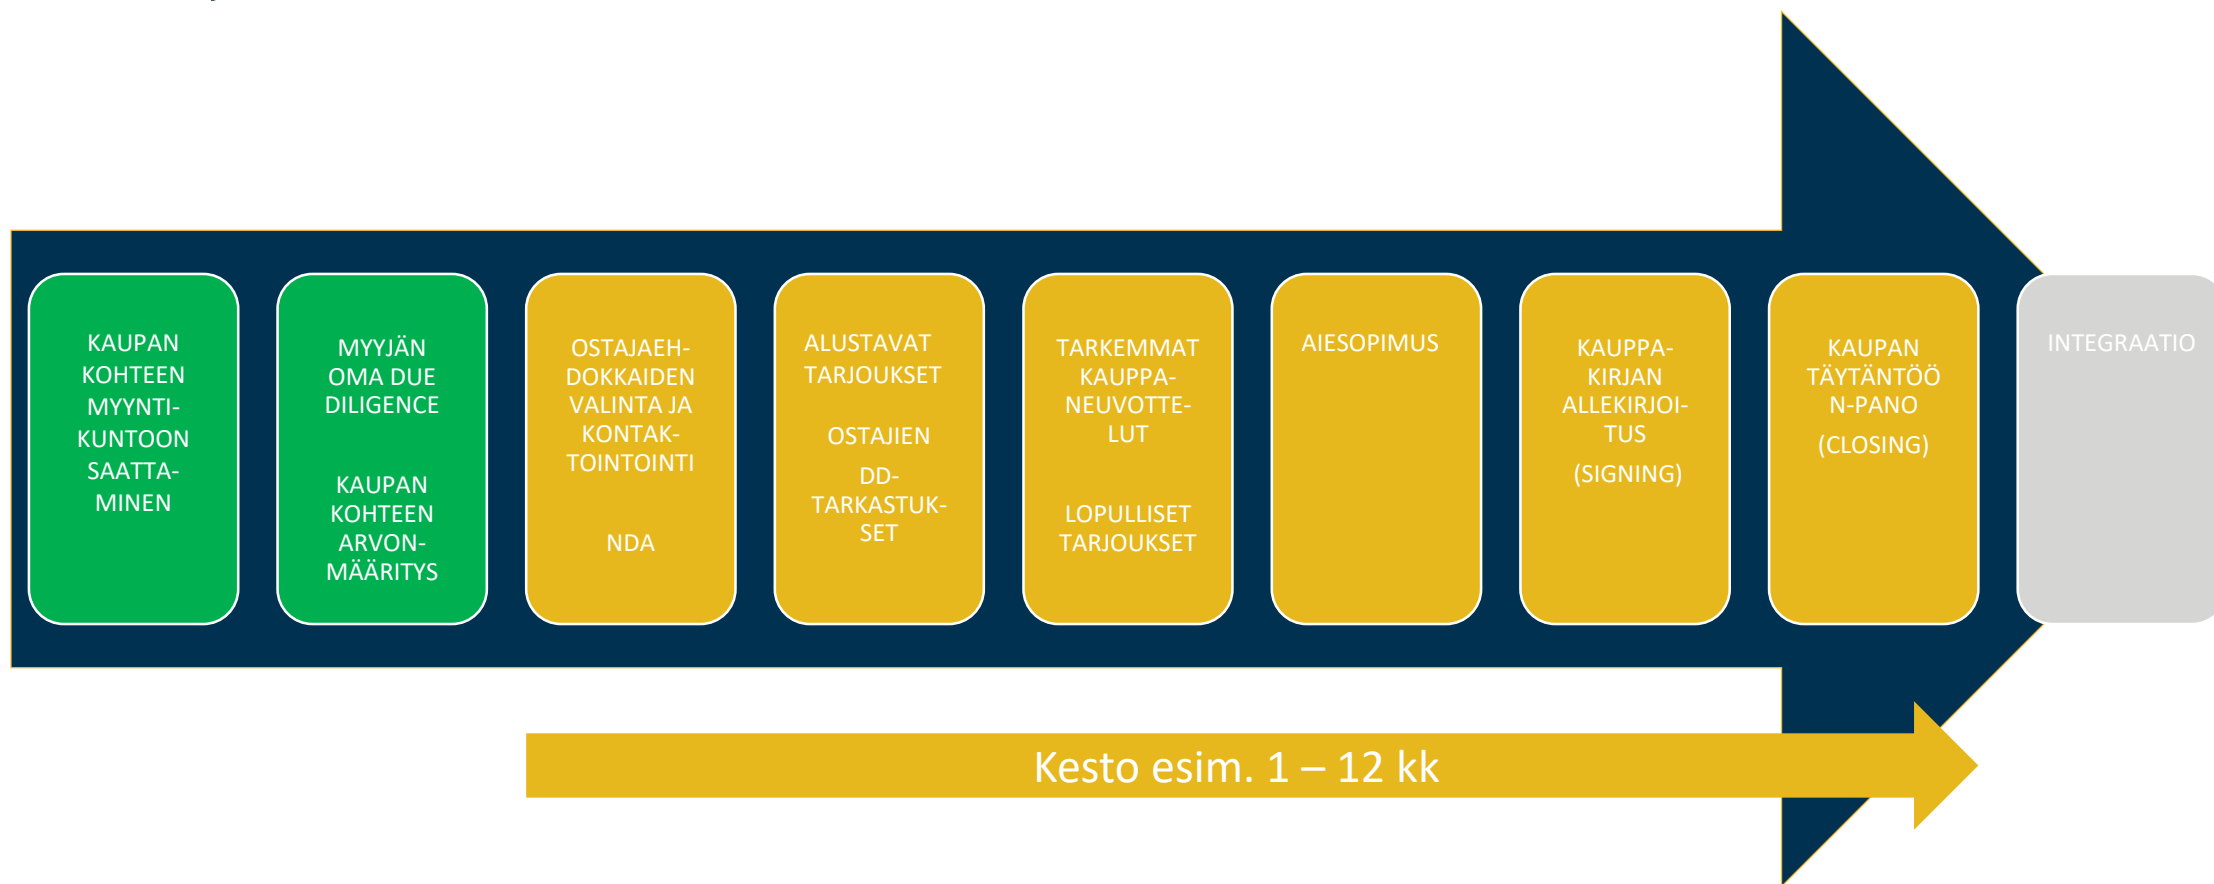 KAUPAN
KOHTEEN
MYYNTI-
KUNTOON
SAATTA-
MINEN
MYYJÄN
OMA DUE
DILIGENCE
KAUPAN
KOHTEEN
ARVON-
MÄÄRITYS
OSTAJAEH-
DOKKAIDEN
VALINTA JA
KONTAK-
TOINTOINTI
NDA
ALUSTAVAT
TARJOUKSET
OSTAJIEN
DD-
TARKASTUK-
SET
TARKEMMAT
KAUPPA-
NEUVOTTE-
LUT
LOPULLISET
TARJOUKSET
AIESOPIMUS
KAUPPA-
KIRJAN
ALLEKIRJOI-
TUS
(SIGNING)
KAUPAN
TÄYTÄNTÖÖ
N-PANO
(CLOSING)
INTEGRAATIO
Kesto esim. 1 – 12 kk